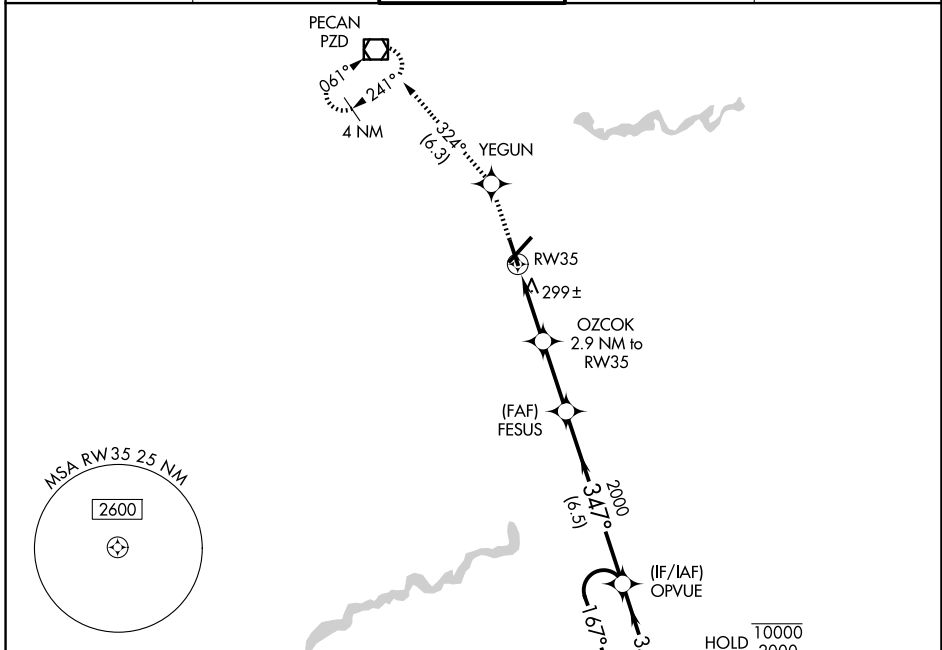 PECAN
PZD
061°
241°
4 NM
324°
(6.3)
YEGUN
RW35
299±
OZCOK
2.9 NM to
RW35
(FAF)
FESUS
MSA RW35 25 NM
2600
2000
347°
(6.5)
(IF/IAF)
OPVUE
167°
HOLD
10000